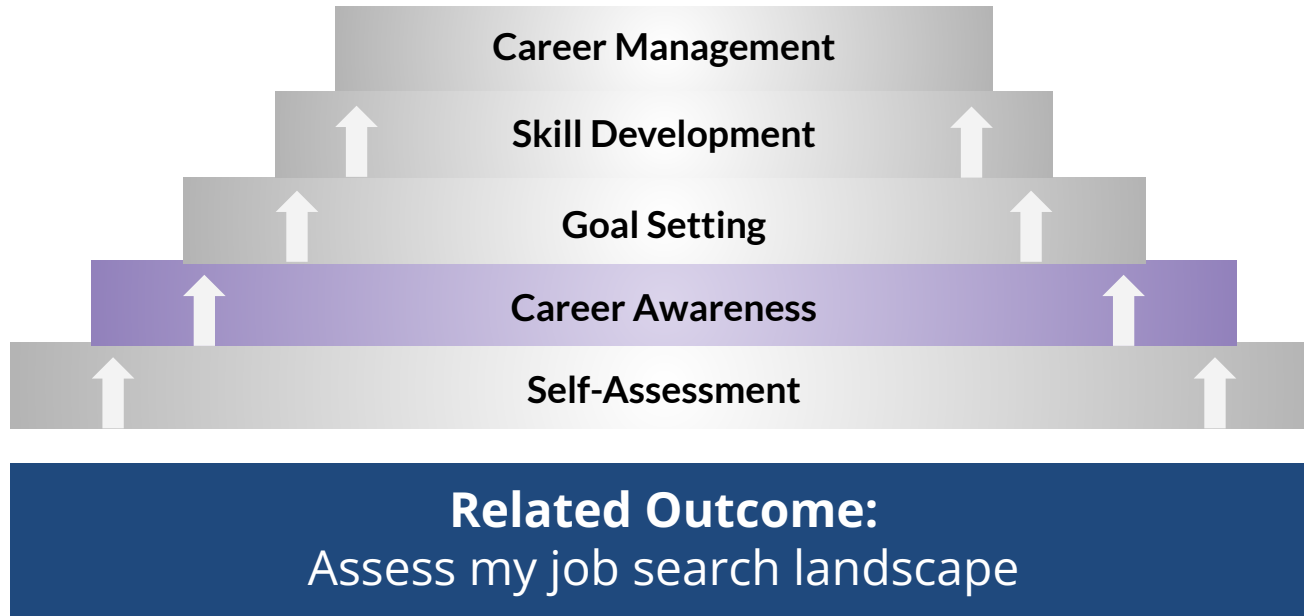 Career Management
Skill Development
Goal Setting
Career Awareness
Self-Assessment
Related Outcome:
Assess my job search landscape